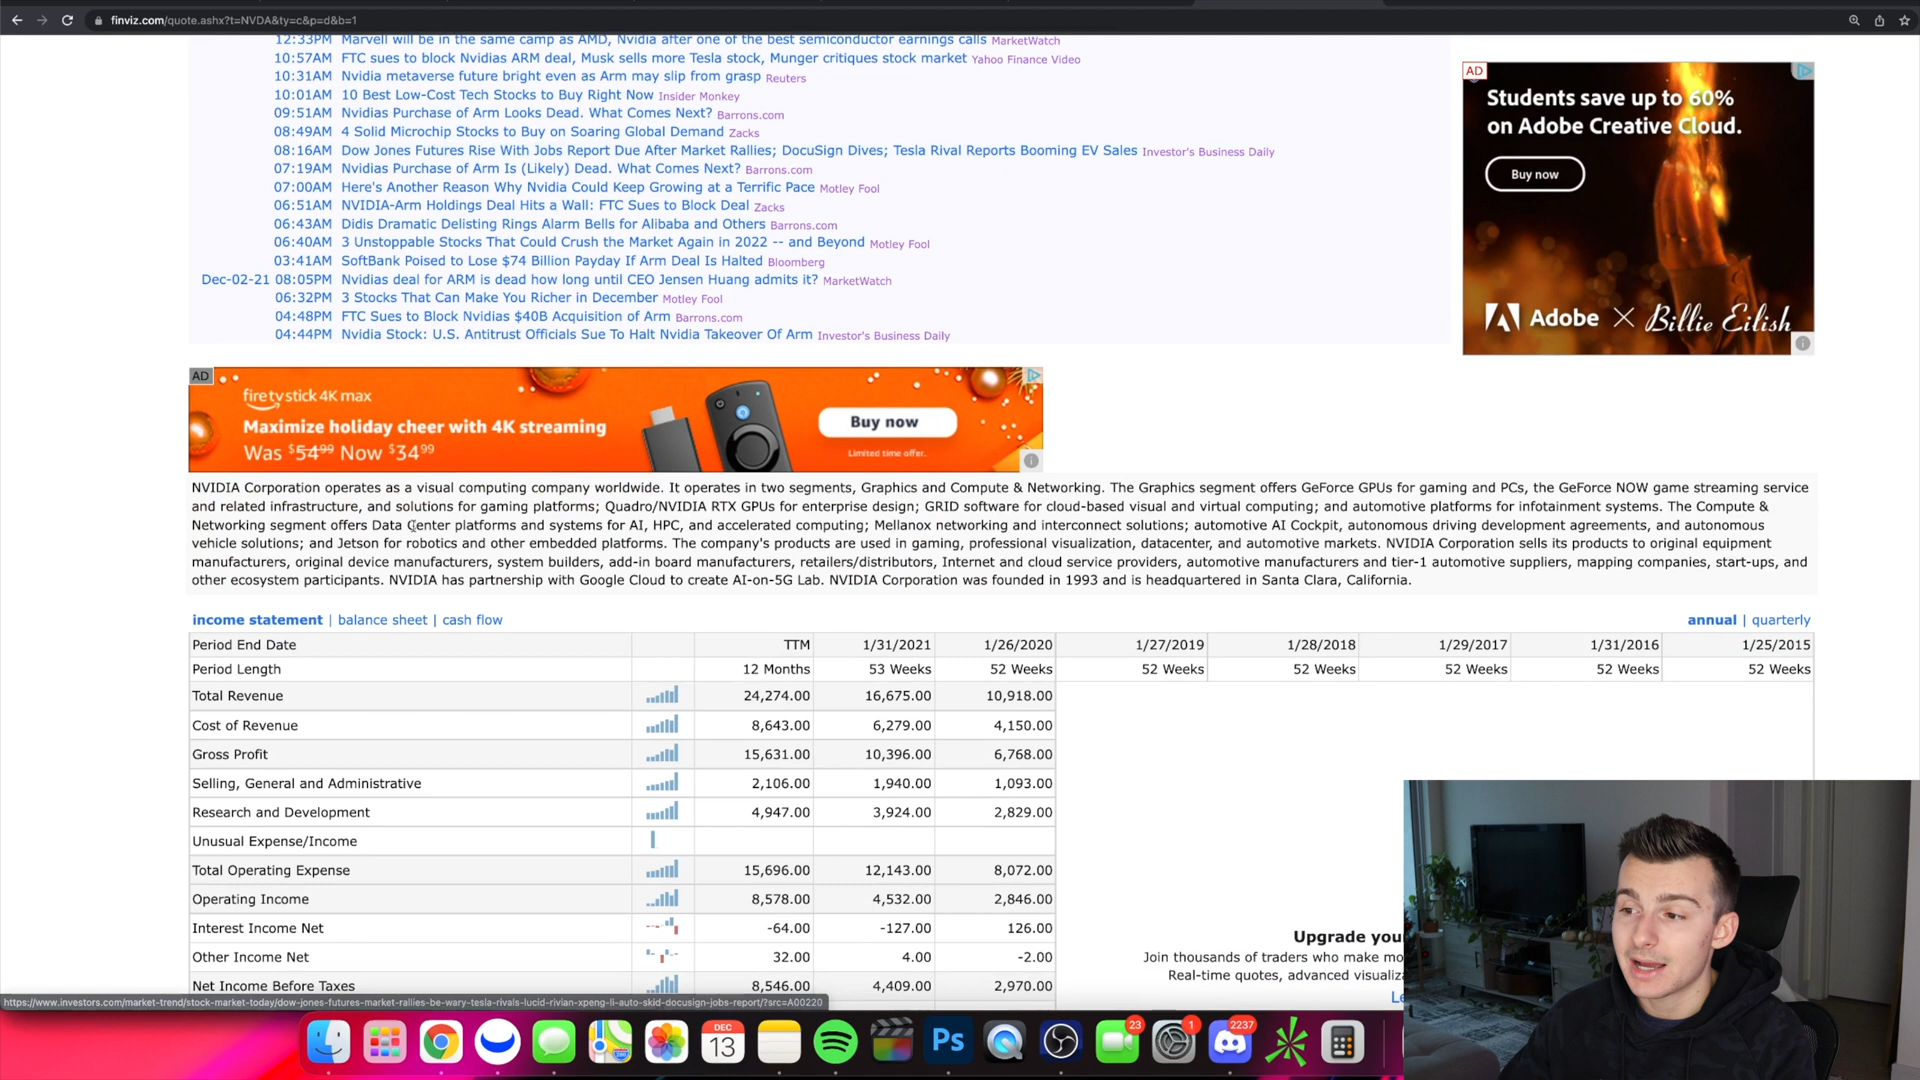 finviz.com/quote.ashx?t=NVDA&ty=c&p=d&b=1
12:33PM Marvell will be in the same camp as AMD, Nvidia after one of the best semiconductor earnings calls MarketWatch
10:57AM FTC sues to block Nvidias ARM deal, Musk sells more Tesla stock, Munger critiques stock market Yahoo Finance Video
10:31AM Nvidia metaverse future bright even as Arm may slip from grasp Reuters
10:01AM 10 Best Low-Cost Tech Stocks to Buy Right Now Insider Monkey
09:51AM Nvidias Purchase of Arm Looks Dead. What Comes Next? Barrons.com
08:49AM 4 Solid Microchip Stocks to Buy on Soaring Global Demand Zacks
08:16AM Dow Jones Futures Rise With Jobs Report Due After Market Rallies; DocuSign Dives; Tesla Rival Reports Booming EV Sales Investor's Business Daily
07:19AM Nvidias Purchase of Arm Is (Likely) Dead. What Comes Next? Barrons.com
07:00AM Here's Another Reason Why Nvidia Could Keep Growing at a Terrific Pace Motley Fool
06:51AM NVIDIA-Arm Holdings Deal Hits a Wall: FTC Sues to Block Deal Zacks
06:43AM Didis Dramatic Delisting Rings Alarm Bells for Alibaba and Others Barrons.com
06:40AM 3 Unstoppable Stocks That Could Crush the Market Again in 2022 -- and Beyond Motley Fool
03:41AM SoftBank Poised to Lose $74 Billion Payday If Arm Deal Is Halted Bloomberg
Dec-02-21 08:05PM Nvidias deal for ARM is dead how long until CEO Jensen Huang admits it? MarketWatch
06:32PM 3 Stocks That Can Make You Richer in December Motley Fool
04:48PM FTC Sues to Block Nvidias $40B Acquisition of Arm Barrons.com
04:44PM Nvidia Stock: U.S. Antitrust Officials Sue To Halt Nvidia Takeover Of Arm Investor's Business Daily
AD
Students save up to 60%
on Adobe Creative Cloud.
Buy now
Adobe X Billie Eilish
AD
fire tv stick 4K max
Maximize holiday cheer with 4K streaming
Was $54.99 Now $34.99
Buy now
Limited time offer.
NVIDIA Corporation operates as a visual computing company worldwide. It operates in two segments, Graphics and Compute & Networking. The Graphics segment offers GeForce GPUs for gaming and PCs, the GeForce NOW game streaming service
and related infrastructure, and solutions for gaming platforms; Quadro/NVIDIA RTX GPUs for enterprise design; GRID software for cloud-based visual and virtual computing; and automotive platforms for infotainment systems. The Compute &
Networking segment offers Data Center platforms and systems for AI, HPC, and accelerated computing; Mellanox networking and interconnect solutions; automotive AI Cockpit, autonomous driving development agreements, and autonomous
vehicle solutions; and Jetson for robotics and other embedded platforms. The company's products are used in gaming, professional visualization, datacenter, and automotive markets. NVIDIA Corporation sells its products to original equipment
manufacturers, original device manufacturers, system builders, add-in board manufacturers, retailers/distributors, Internet and cloud service providers, automotive manufacturers and tier-1 automotive suppliers, mapping companies, start-ups, and
other ecosystem participants. NVIDIA has partnership with Google Cloud to create AI-on-5G Lab. NVIDIA Corporation was founded in 1993 and is headquartered in Santa Clara, California.
income statement | balance sheet | cash flow annual | quarterly
Period End Date TTM 1/31/2021 1/26/2020 1/27/2019 1/28/2018 1/29/2017 1/31/2016 1/25/2015
Period Length 12 Months 53 Weeks 52 Weeks 52 Weeks 52 Weeks 52 Weeks 52 Weeks 52 Weeks
Total Revenue 24,274.00 16,675.00 10,918.00
Cost of Revenue 8,643.00 6,279.00 4,150.00
Gross Profit 15,631.00 10,396.00 6,768.00
Selling, General and Administrative 2,106.00 1,940.00 1,093.00
Research and Development 4,947.00 3,924.00 2,829.00
Unusual Expense/Income
Total Operating Expense 15,696.00 12,143.00 8,072.00
Operating Income 8,578.00 4,532.00 2,846.00
Interest Income Net -64.00 -127.00 126.00
Other Income Net 32.00 4.00 -2.00
Net Income Before Taxes 8,546.00 4,409.00 2,970.00
Upgrade you
Join thousands of traders who make mo
Real-time quotes, advanced visualiza
Le
https://www.investors.com/market-trend/stock-market-today/dow-jones-futures-market-rallies-be-wary-tesla-rivals-lucid-rivian-xpeng-li-auto-skid-docusign-jobs-report/?src=A00220
DEC
13
Ps
23
1
2237